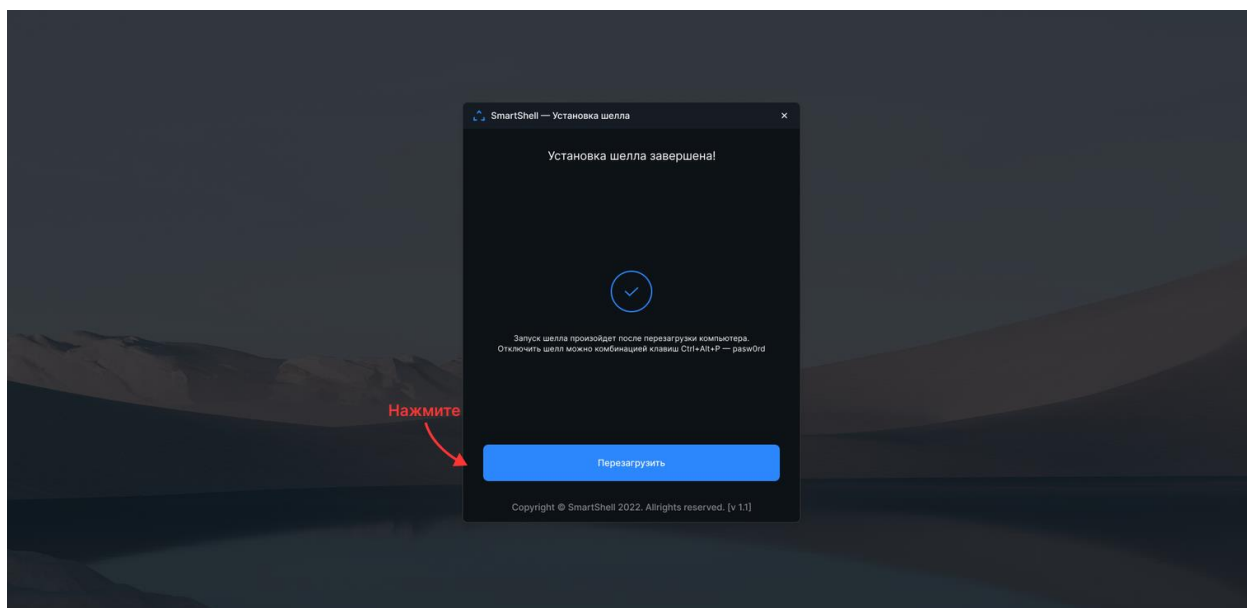 SmartShell — Установка шелла
Установка шелла завершена!
Запуск шелла произойдет после перезагрузки компьютера.
Отключить шелл можно комбинацией клавиш Ctrl+Alt+P — pasw0rd
Нажмите
Перезагрузить
Copyright © SmartShell 2022. Allrights reserved. [v 1.1]